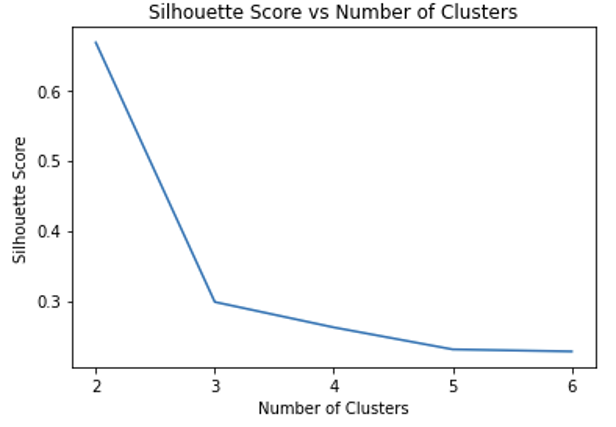 Silhouette Score vs Number of Clusters
Silhouette Score
0.6
0.5
0.4
0.3
2 3 4 5 6
Number of Clusters